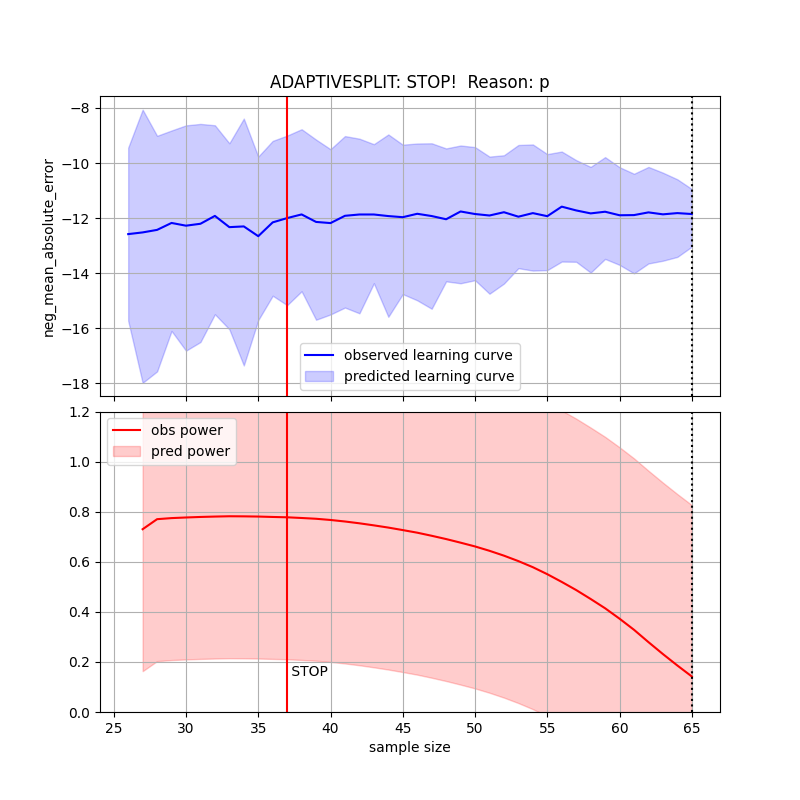 ADAPTIVESPLIT: STOP!  Reason: p
−8
−10
−12
−14
−16
−18
neg_mean_absolute_error
observed learning curve
predicted learning curve
1.2
1.0
0.8
0.6
0.4
0.2
0.0
obs power
pred power
STOP
25 30 35 40 45 50 55 60 65
sample size